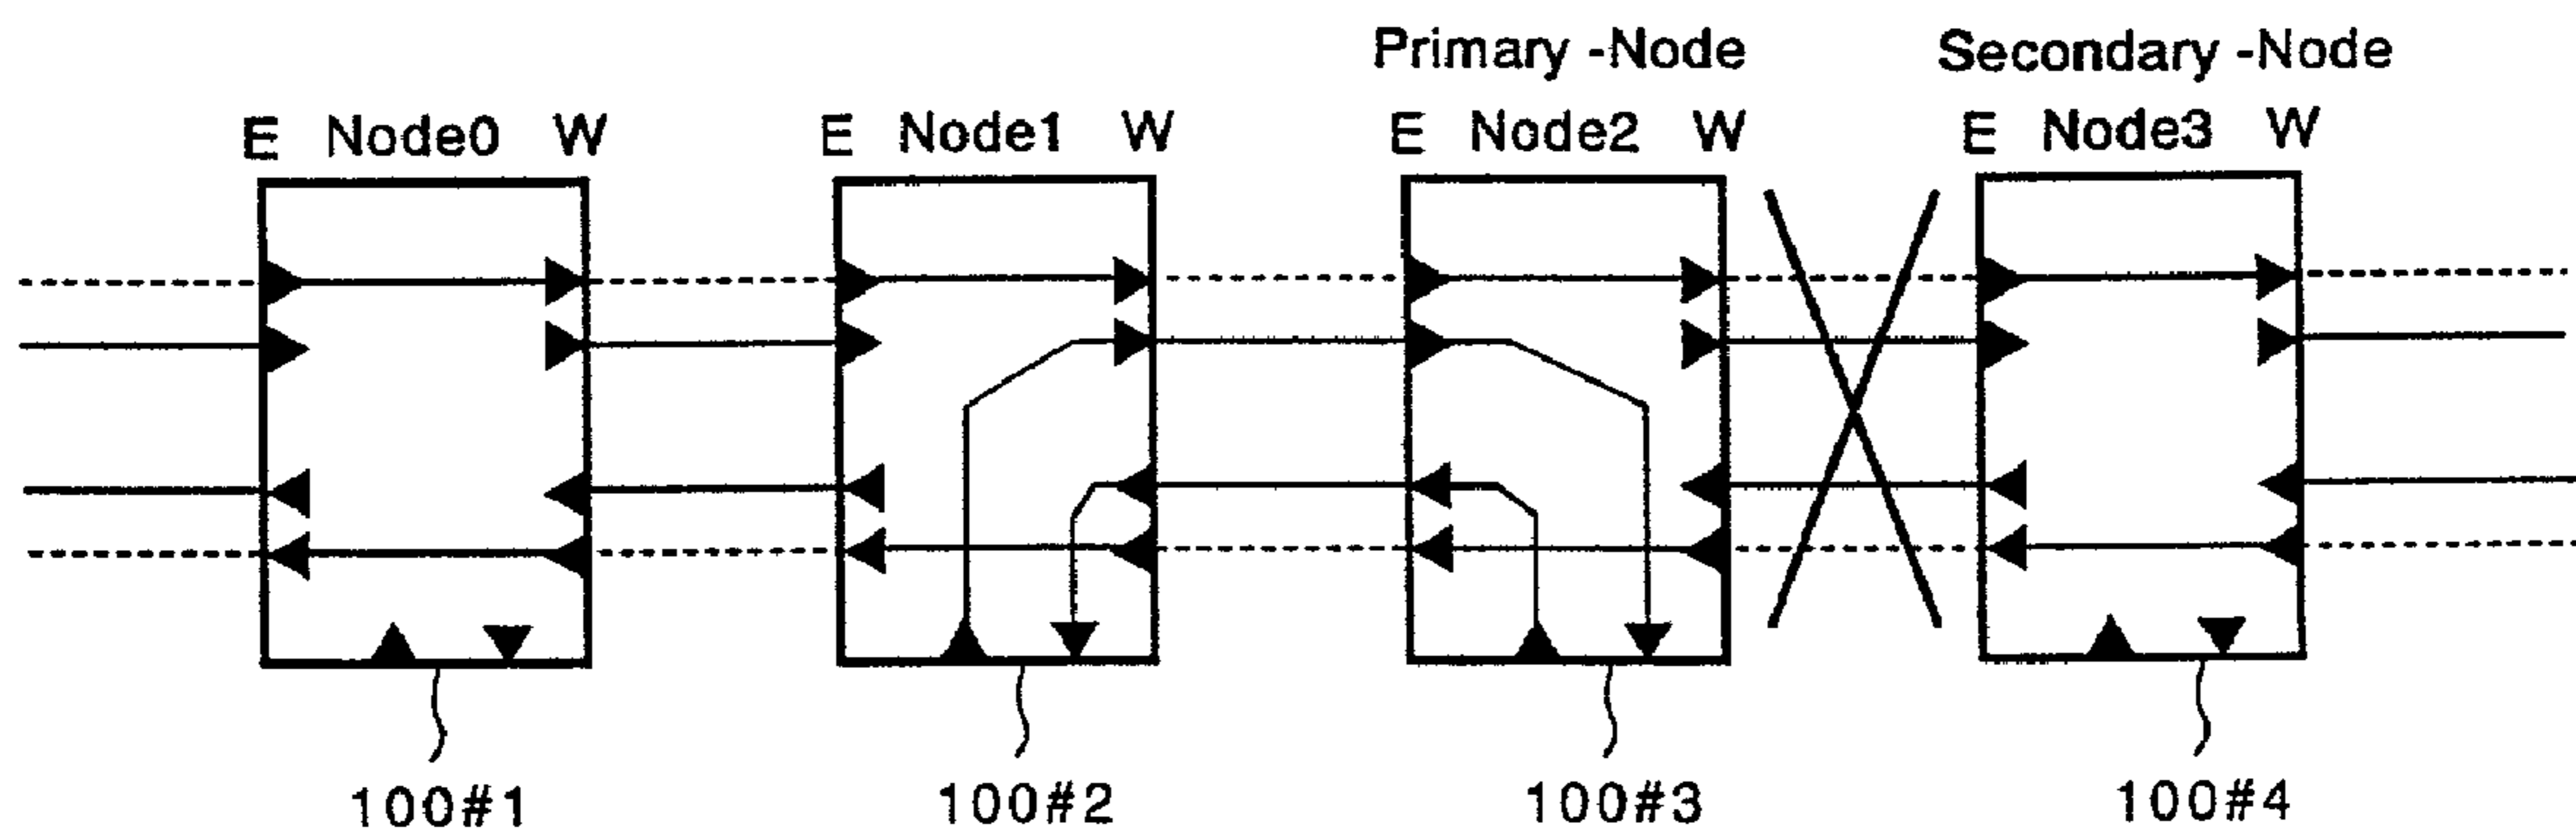 Primary -Node Secondary -Node
E Node0 W E Node1 W E Node2 W E Node3 W
100#1 100#2 100#3 100#4